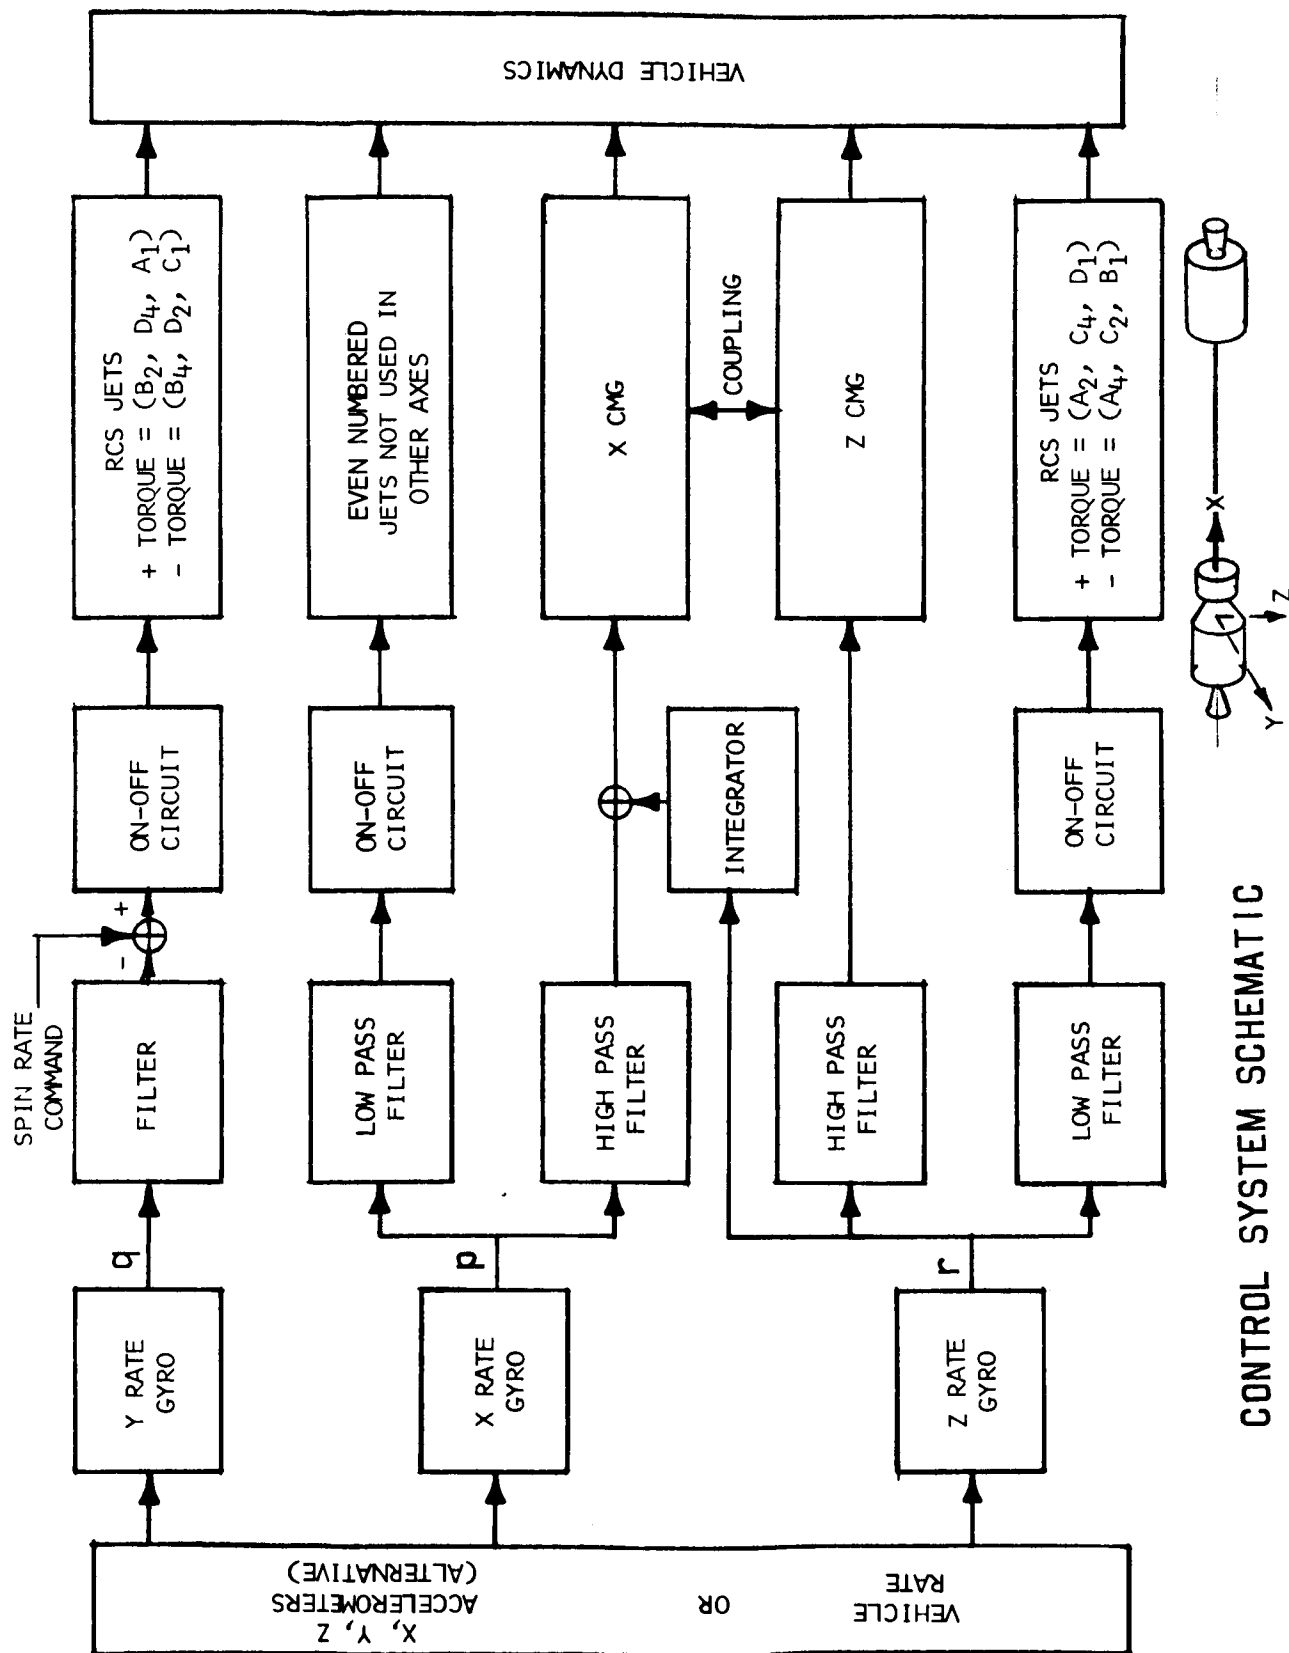 VEHICLE DYNAMICS
RCS JETS
+ TORQUE = (B2, D4, A1)
- TORQUE = (B4, D2, C1)
EVEN NUMBERED
JETS NOT USED IN
OTHER AXES
X CMG
COUPLING
Z CMG
RCS JETS
+ TORQUE = (A2, C4, D1)
- TORQUE = (A4, C2, B1)
ON-OFF
CIRCUIT
ON-OFF
CIRCUIT
INTEGRATOR
ON-OFF
CIRCUIT
X
Y
Z
SPIN RATE
COMMAND
-
+
FILTER
LOW PASS
FILTER
HIGH PASS
FILTER
HIGH PASS
FILTER
LOW PASS
FILTER
q
p
r
Y RATE
GYRO
X RATE
GYRO
Z RATE
GYRO
X, Y, Z
ACCELEROMETERS
(ALTERNATIVE)
OR
VEHICLE
RATE
CONTROL SYSTEM SCHEMATIC